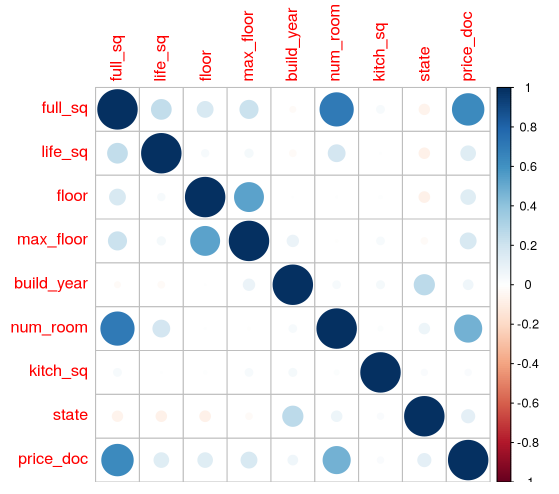 full_sq
life_sq
floor
max_floor
build_year
num_room
kitch_sq
state
price_doc
full_sq
life_sq
floor
max_floor
build_year
num_room
kitch_sq
state
price_doc
1
0.8
0.6
0.4
0.2
0
-0.2
-0.4
-0.6
-0.8
-1